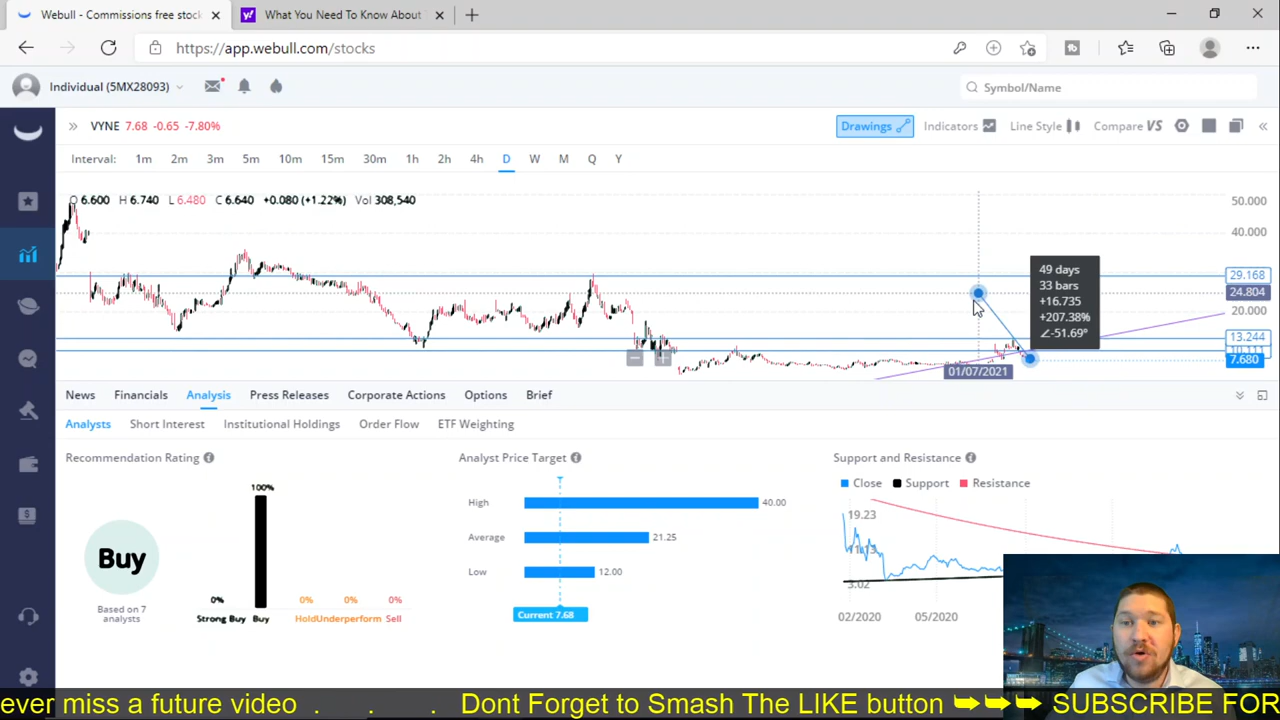 Webull - Commissions free stock
What You Need To Know About
https://app.webull.com/stocks
Individual (5MX28093)
Symbol/Name
VYNE 7.68 -0.65 -7.80%
Drawings
Indicators
Line Style
Compare VS
Interval: 1m 2m 3m 5m 10m 15m 30m 1h 2h 4h D W M Q Y
O 6.600 H 6.740 L 6.480 C 6.640 +0.080 (+1.22%) Vol 308,540
50.000
40.000
29.168
24.804
20.000
13.244
7.680
49 days
33 bars
+16.735
+207.38%
∠-51.69°
01/07/2021
News Financials Analysis Press Releases Corporate Actions Options Brief
Analysts Short Interest Institutional Holdings Order Flow ETF Weighting
Recommendation Rating
Buy
Based on 7
analysts
100%
0% 0% 0% 0%
Strong Buy Buy Hold Underperform Sell
Analyst Price Target
High 40.00
Average 21.25
Low 12.00
Current 7.68
Support and Resistance
Close Support Resistance
19.23
11.13
3.02
02/2020 05/2020
ever miss a future video . . . Dont Forget to Smash The LIKE button ➥➥➥ SUBSCRIBE FOR